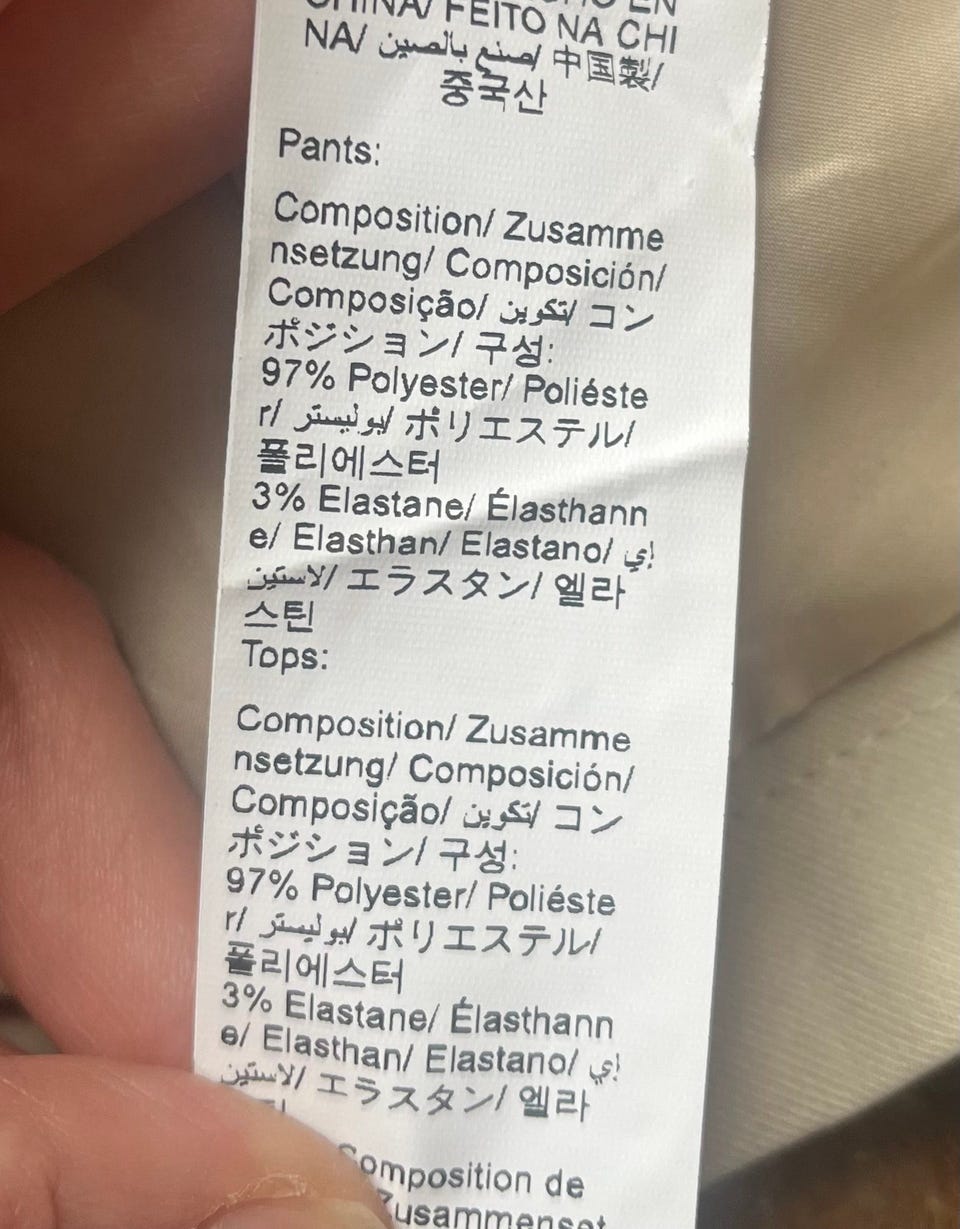 CHINA/ FEITO NA CHI
NA/ صنع بالصين/ 中国製/
중국산
Pants:
Composition/ Zusamme
nsetzung/ Composición/
Composição/ تكوين/ コン
ポジション/ 구성:
97% Polyester/ Poliéste
r/ بوليستر/ ポリエステル/
폴리에스터
3% Elastane/ Élasthann
e/ Elasthan/ Elastano/ إي
لاستين/ エラスタン/ 엘라
스틴
Tops:
Composition/ Zusamme
nsetzung/ Composición/
Composição/ تكوين/ コン
ポジション/ 구성:
97% Polyester/ Poliéste
r/ بوليستر/ ポリエステル/
폴리에스터
3% Elastane/ Élasthann
e/ Elasthan/ Elastano/ إي
لاستين/ エラスタン/ 엘라
Composition de
Zusammenset